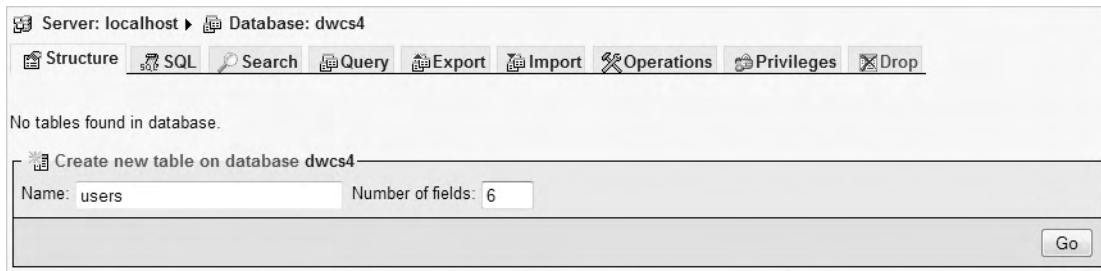 Server: localhost Database: dwcs4
Structure SQL Search Query Export Import Operations Privileges Drop
No tables found in database.
Create new table on database dwcs4
Name: users Number of fields: 6
Go